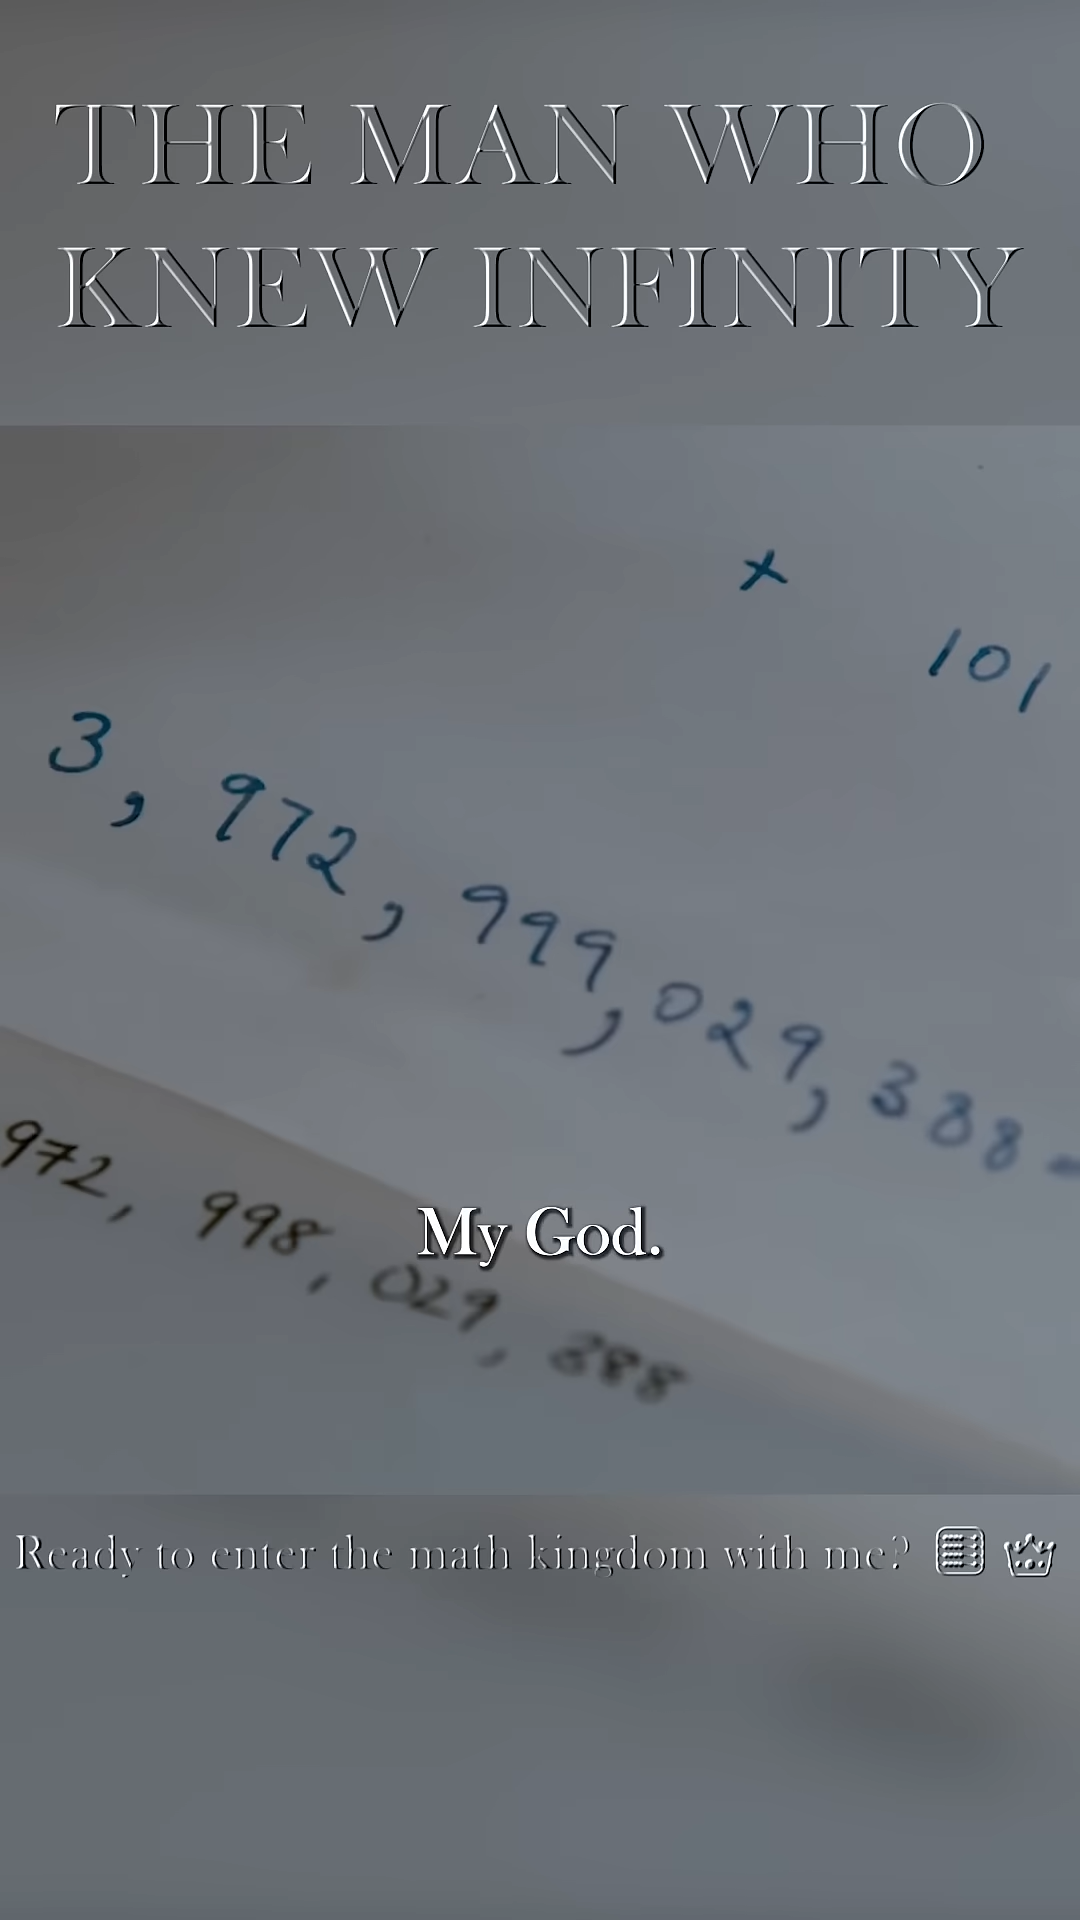 THE MAN WHO
KNEW INFINITY
+
101
3, 972, 999, 029, 388-
972, 998, 029, 388
My God.
Ready to enter the math kingdom with me?